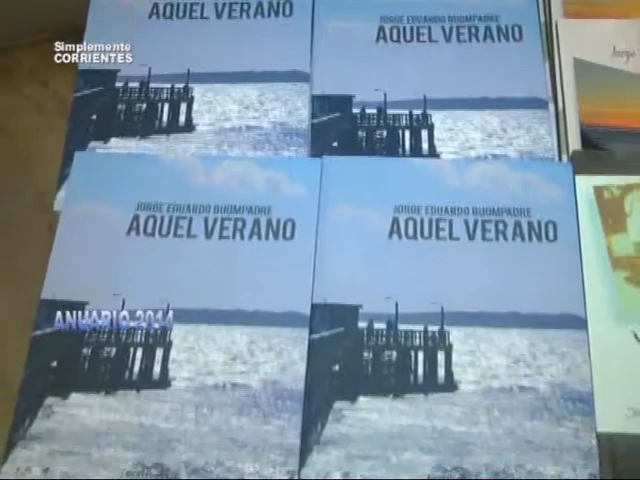 Simplemente
CORRIENTES
AQUEL VERANO
JORGE EDUARDO BUOMPADRE
AQUEL VERANO
Jorge
JORGE EDUARDO BUOMPADRE
AQUEL VERANO
JORGE EDUARDO BUOMPADRE
AQUEL VERANO
ANUARIO 2014